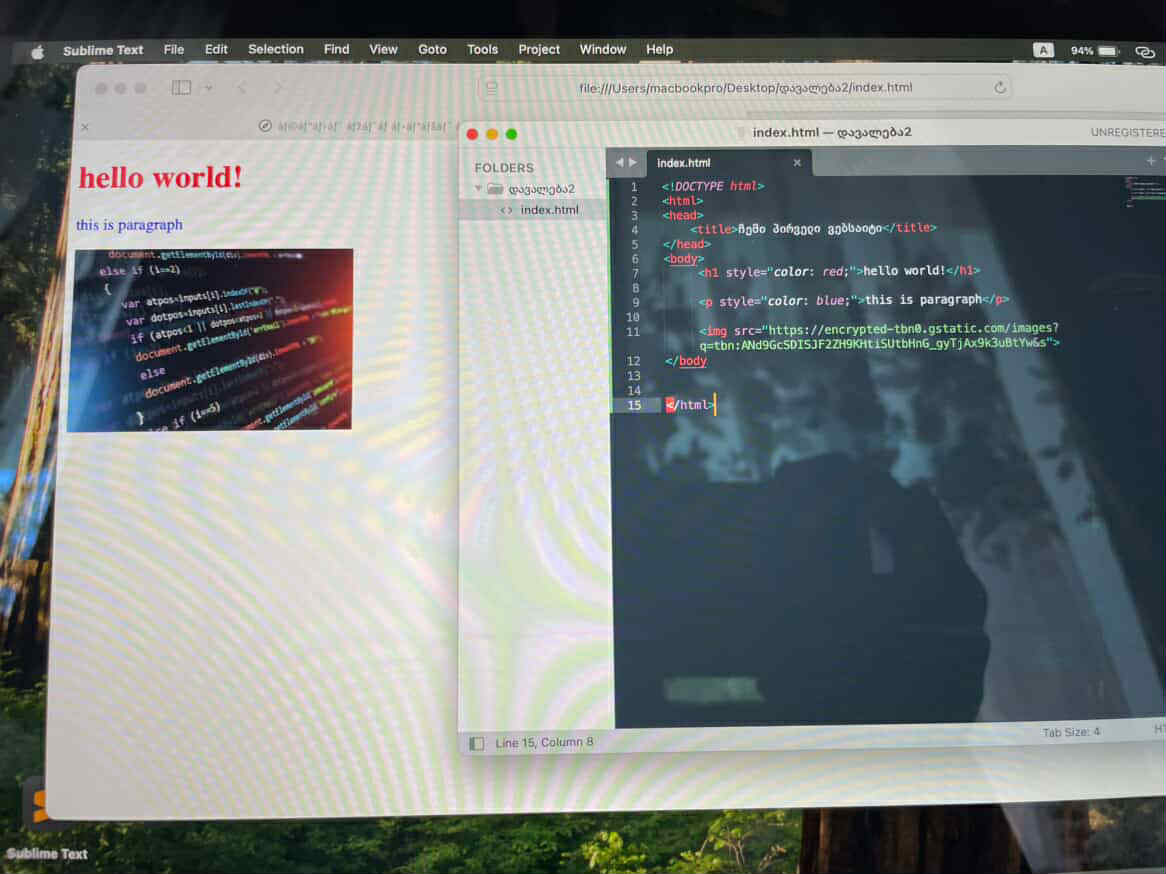 Sublime Text File Edit Selection Find View Goto Tools Project Window Help A 94%
file:///Users/macbookpro/Desktop/დავალება2/index.html
hello world!
this is paragraph
document.getElementById
else if (i==2)
{
var atpos=inputs[i].indexOf("@");
var dotpos=inputs[i].lastIndexOf(".");
if (atpos<1 || dotpos<atpos+2 ||
document.getElementById('errEmail').innerHTML
else
document.getElementById(div).innerHTML
}
if (i==5)
index.html — დავალება2
UNREGISTERE
FOLDERS
დავალება2
<> index.html
index.html
1 <!DOCTYPE html>
2 <html>
3 <head>
4 <title>ჩემი პირველი ვებსაიტი</title>
5 </head>
6 <body>
7 <h1 style="color: red;">hello world!</h1>
8
9 <p style="color: blue;">this is paragraph</p>
10
11 <img src="https://encrypted-tbn0.gstatic.com/images?
q=tbn:ANd9GcSDISJF2ZH9KHtiSUtbHnG_gyTjAx9k3uBtYw&s">
12 </body
13
14
15 </html>
Line 15, Column 8
Tab Size: 4
Sublime Text